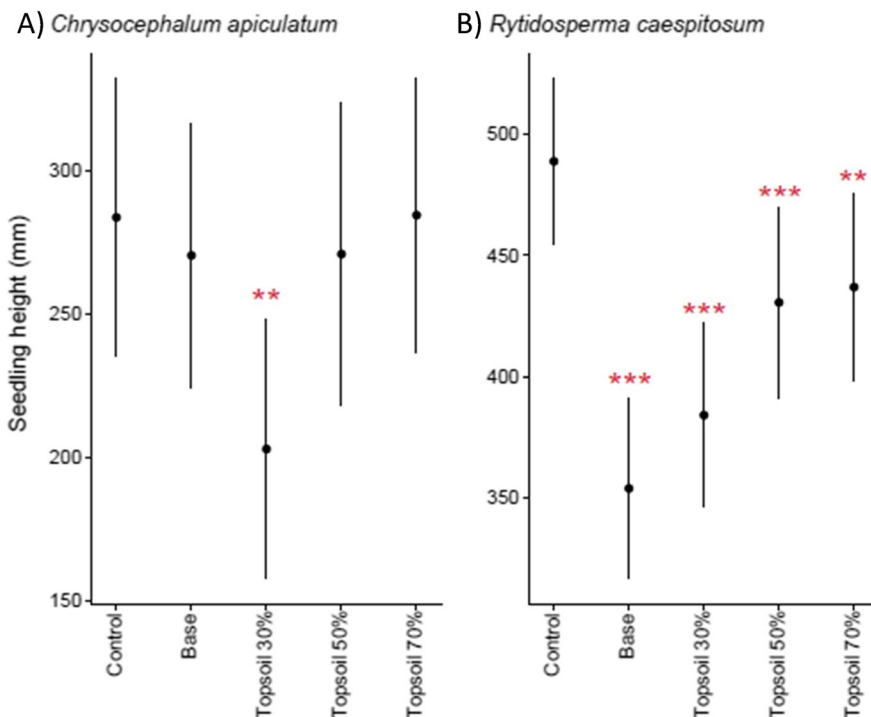 A) Chrysocephalum apiculatum
B) Rytidosperma caespitosum
Seedling height (mm)
300
250
200
150
**
Control
Base
Topsoil 30%
Topsoil 50%
Topsoil 70%
500
450
400
350
***
***
***
**
Control
Base
Topsoil 30%
Topsoil 50%
Topsoil 70%